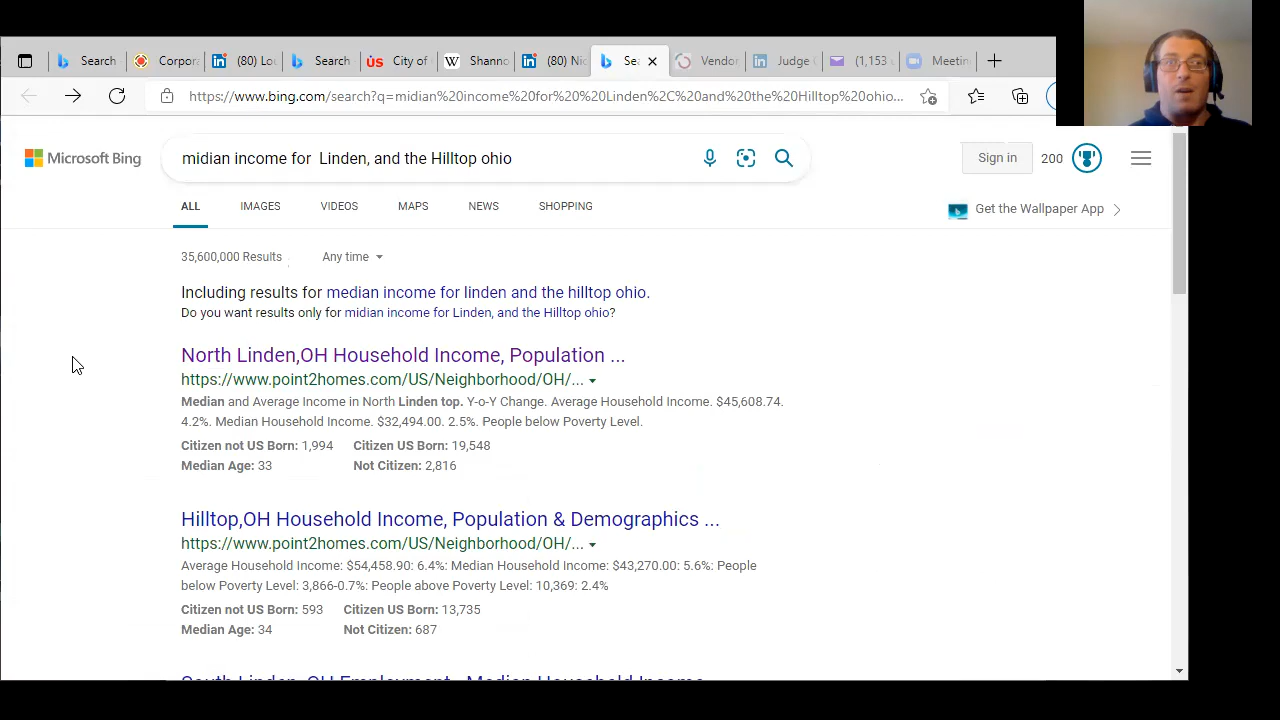 Search
Corpora
(80) Lou
Search
City of
Shanno
(80) Nic
Sea
Vendor
Judge C
(1,153 u
Meetin
https://www.bing.com/search?q=midian%20income%20for%20%20Linden%2C%20and%20the%20Hilltop%20ohio...
Microsoft Bing
midian income for  Linden, and the Hilltop ohio
Sign in
200
ALL
IMAGES
VIDEOS
MAPS
NEWS
SHOPPING
Get the Wallpaper App
35,600,000 Results
Any time
Including results for median income for linden and the hilltop ohio.
Do you want results only for midian income for Linden, and the Hilltop ohio?
North Linden,OH Household Income, Population ...
https://www.point2homes.com/US/Neighborhood/OH/...
Median and Average Income in North Linden top. Y-o-Y Change. Average Household Income. $45,608.74.
4.2%. Median Household Income. $32,494.00. 2.5%. People below Poverty Level.
Citizen not US Born: 1,994 Citizen US Born: 19,548
Median Age: 33 Not Citizen: 2,816
Hilltop,OH Household Income, Population & Demographics ...
https://www.point2homes.com/US/Neighborhood/OH/...
Average Household Income: $54,458.90: 6.4%: Median Household Income: $43,270.00: 5.6%: People
below Poverty Level: 3,866-0.7%: People above Poverty Level: 10,369: 2.4%
Citizen not US Born: 593 Citizen US Born: 13,735
Median Age: 34 Not Citizen: 687
South Linden, OH Employment - Median Household Income